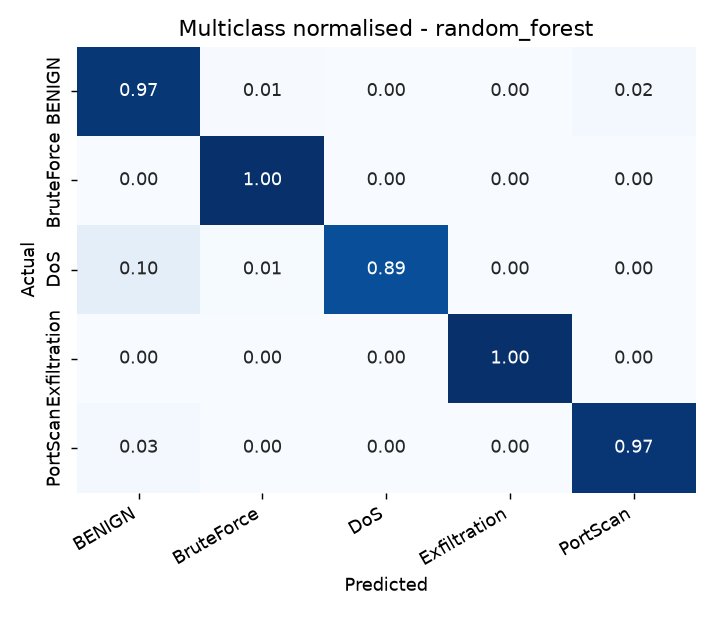 Multiclass normalised - random_forest
BENIGN 0.97 0.01 0.00 0.00 0.02
BruteForce 0.00 1.00 0.00 0.00 0.00
DoS 0.10 0.01 0.89 0.00 0.00
Exfiltration 0.00 0.00 0.00 1.00 0.00
PortScan 0.03 0.00 0.00 0.00 0.97
Actual
BENIGN BruteForce DoS Exfiltration PortScan
Predicted